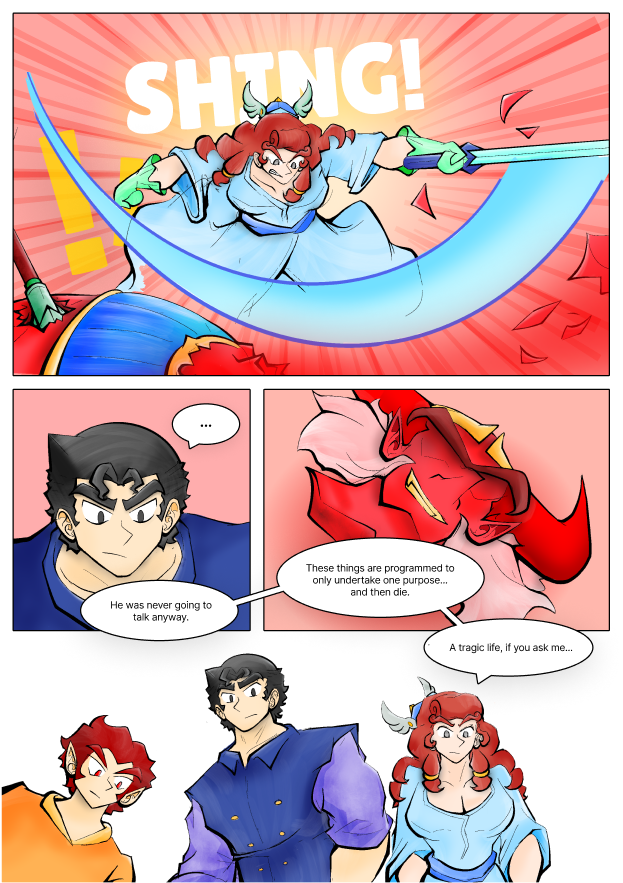 SHING!
!!
...
He was never going to
talk anyway.
These things are programmed to
only undertake one purpose...
and then die.
A tragic life, if you ask me...